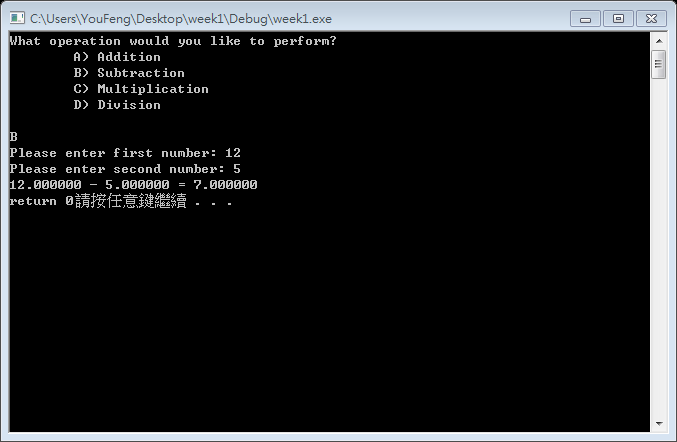 C:\Users\YouFeng\Desktop\week1\Debug\week1.exe
What operation would you like to perform?
A) Addition
B) Subtraction
C) Multiplication
D) Division
B
Please enter first number: 12
Please enter second number: 5
12.000000 - 5.000000 = 7.000000
return 0請按任意鍵繼續 . . .